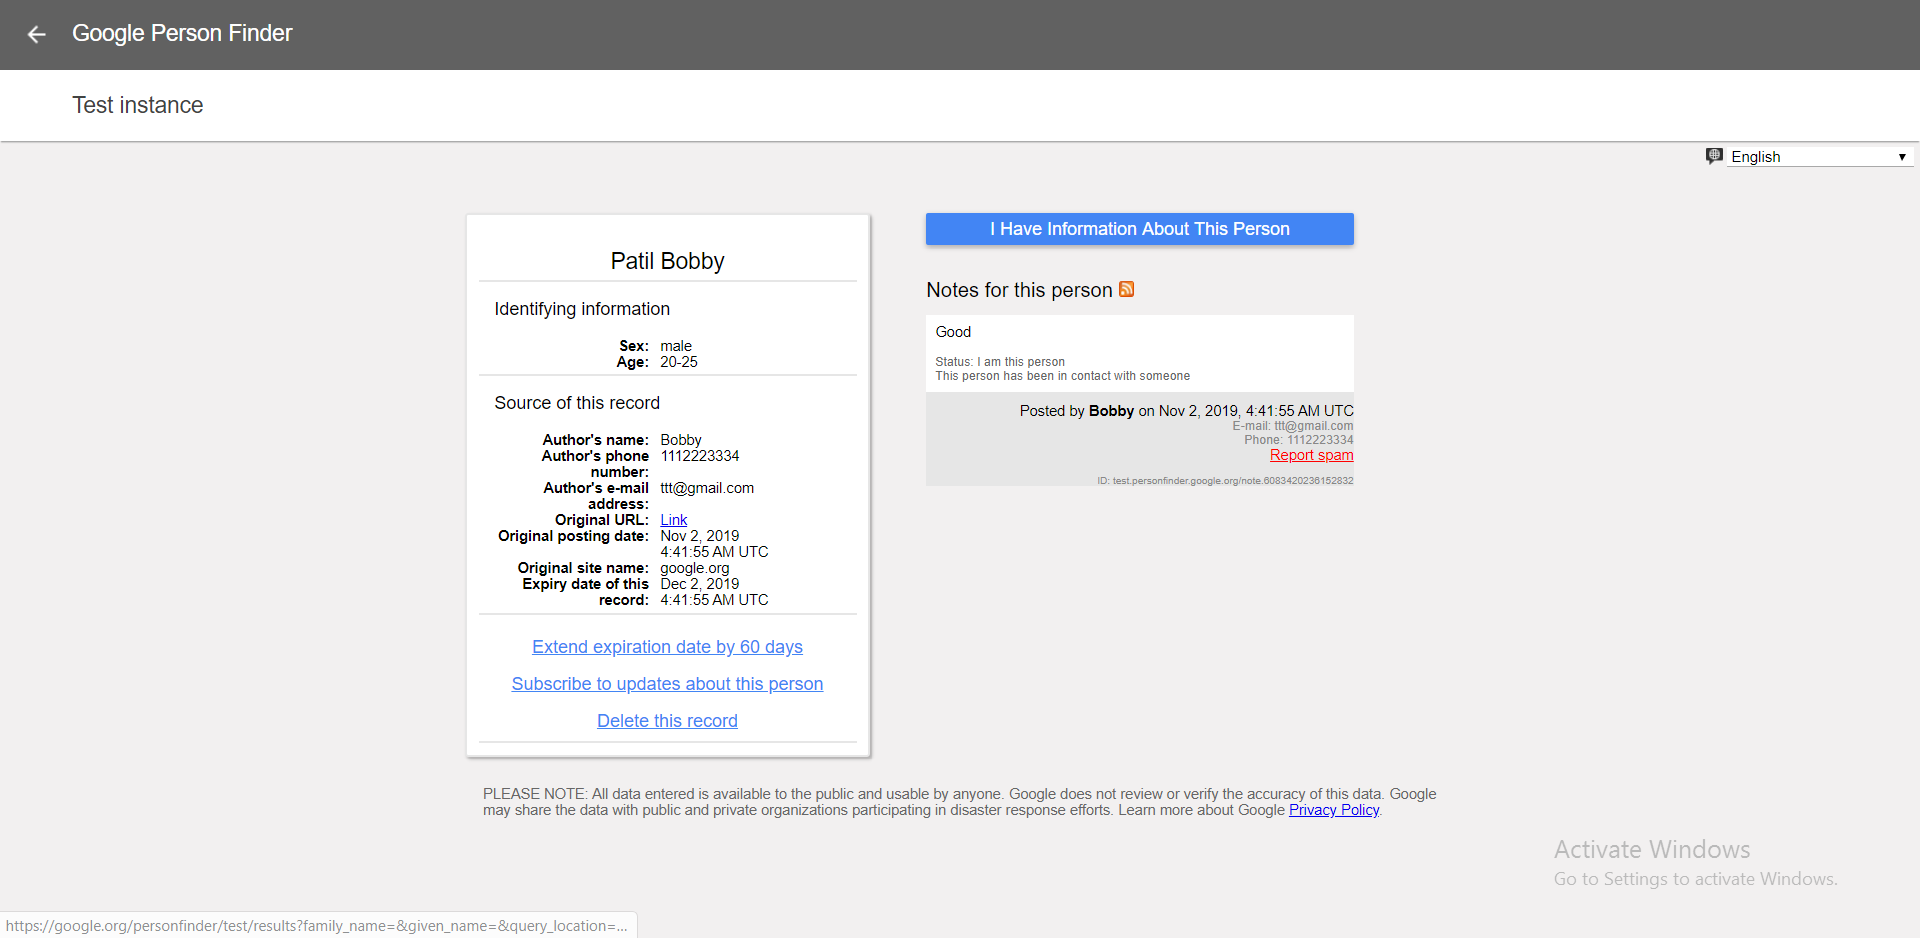 Google Person Finder
Test instance
English
Patil Bobby
Identifying information
Sex: male
Age: 20-25
Source of this record
Author's name: Bobby
Author's phone number: 1112223334
Author's e-mail address: ttt@gmail.com
Original URL: Link
Original posting date: Nov 2, 2019
4:41:55 AM UTC
Original site name: google.org
Expiry date of this record: Dec 2, 2019
4:41:55 AM UTC
Extend expiration date by 60 days
Subscribe to updates about this person
Delete this record
I Have Information About This Person
Notes for this person
Good
Status: I am this person
This person has been in contact with someone
Posted by Bobby on Nov 2, 2019, 4:41:55 AM UTC
E-mail: ttt@gmail.com
Phone: 1112223334
Report spam
ID: test.personfinder.google.org/note.6083420236152832
PLEASE NOTE: All data entered is available to the public and usable by anyone. Google does not review or verify the accuracy of this data. Google
may share the data with public and private organizations participating in disaster response efforts. Learn more about Google Privacy Policy.
Activate Windows
Go to Settings to activate Windows.
https://google.org/personfinder/test/results?family_name=&given_name=&query_location=...